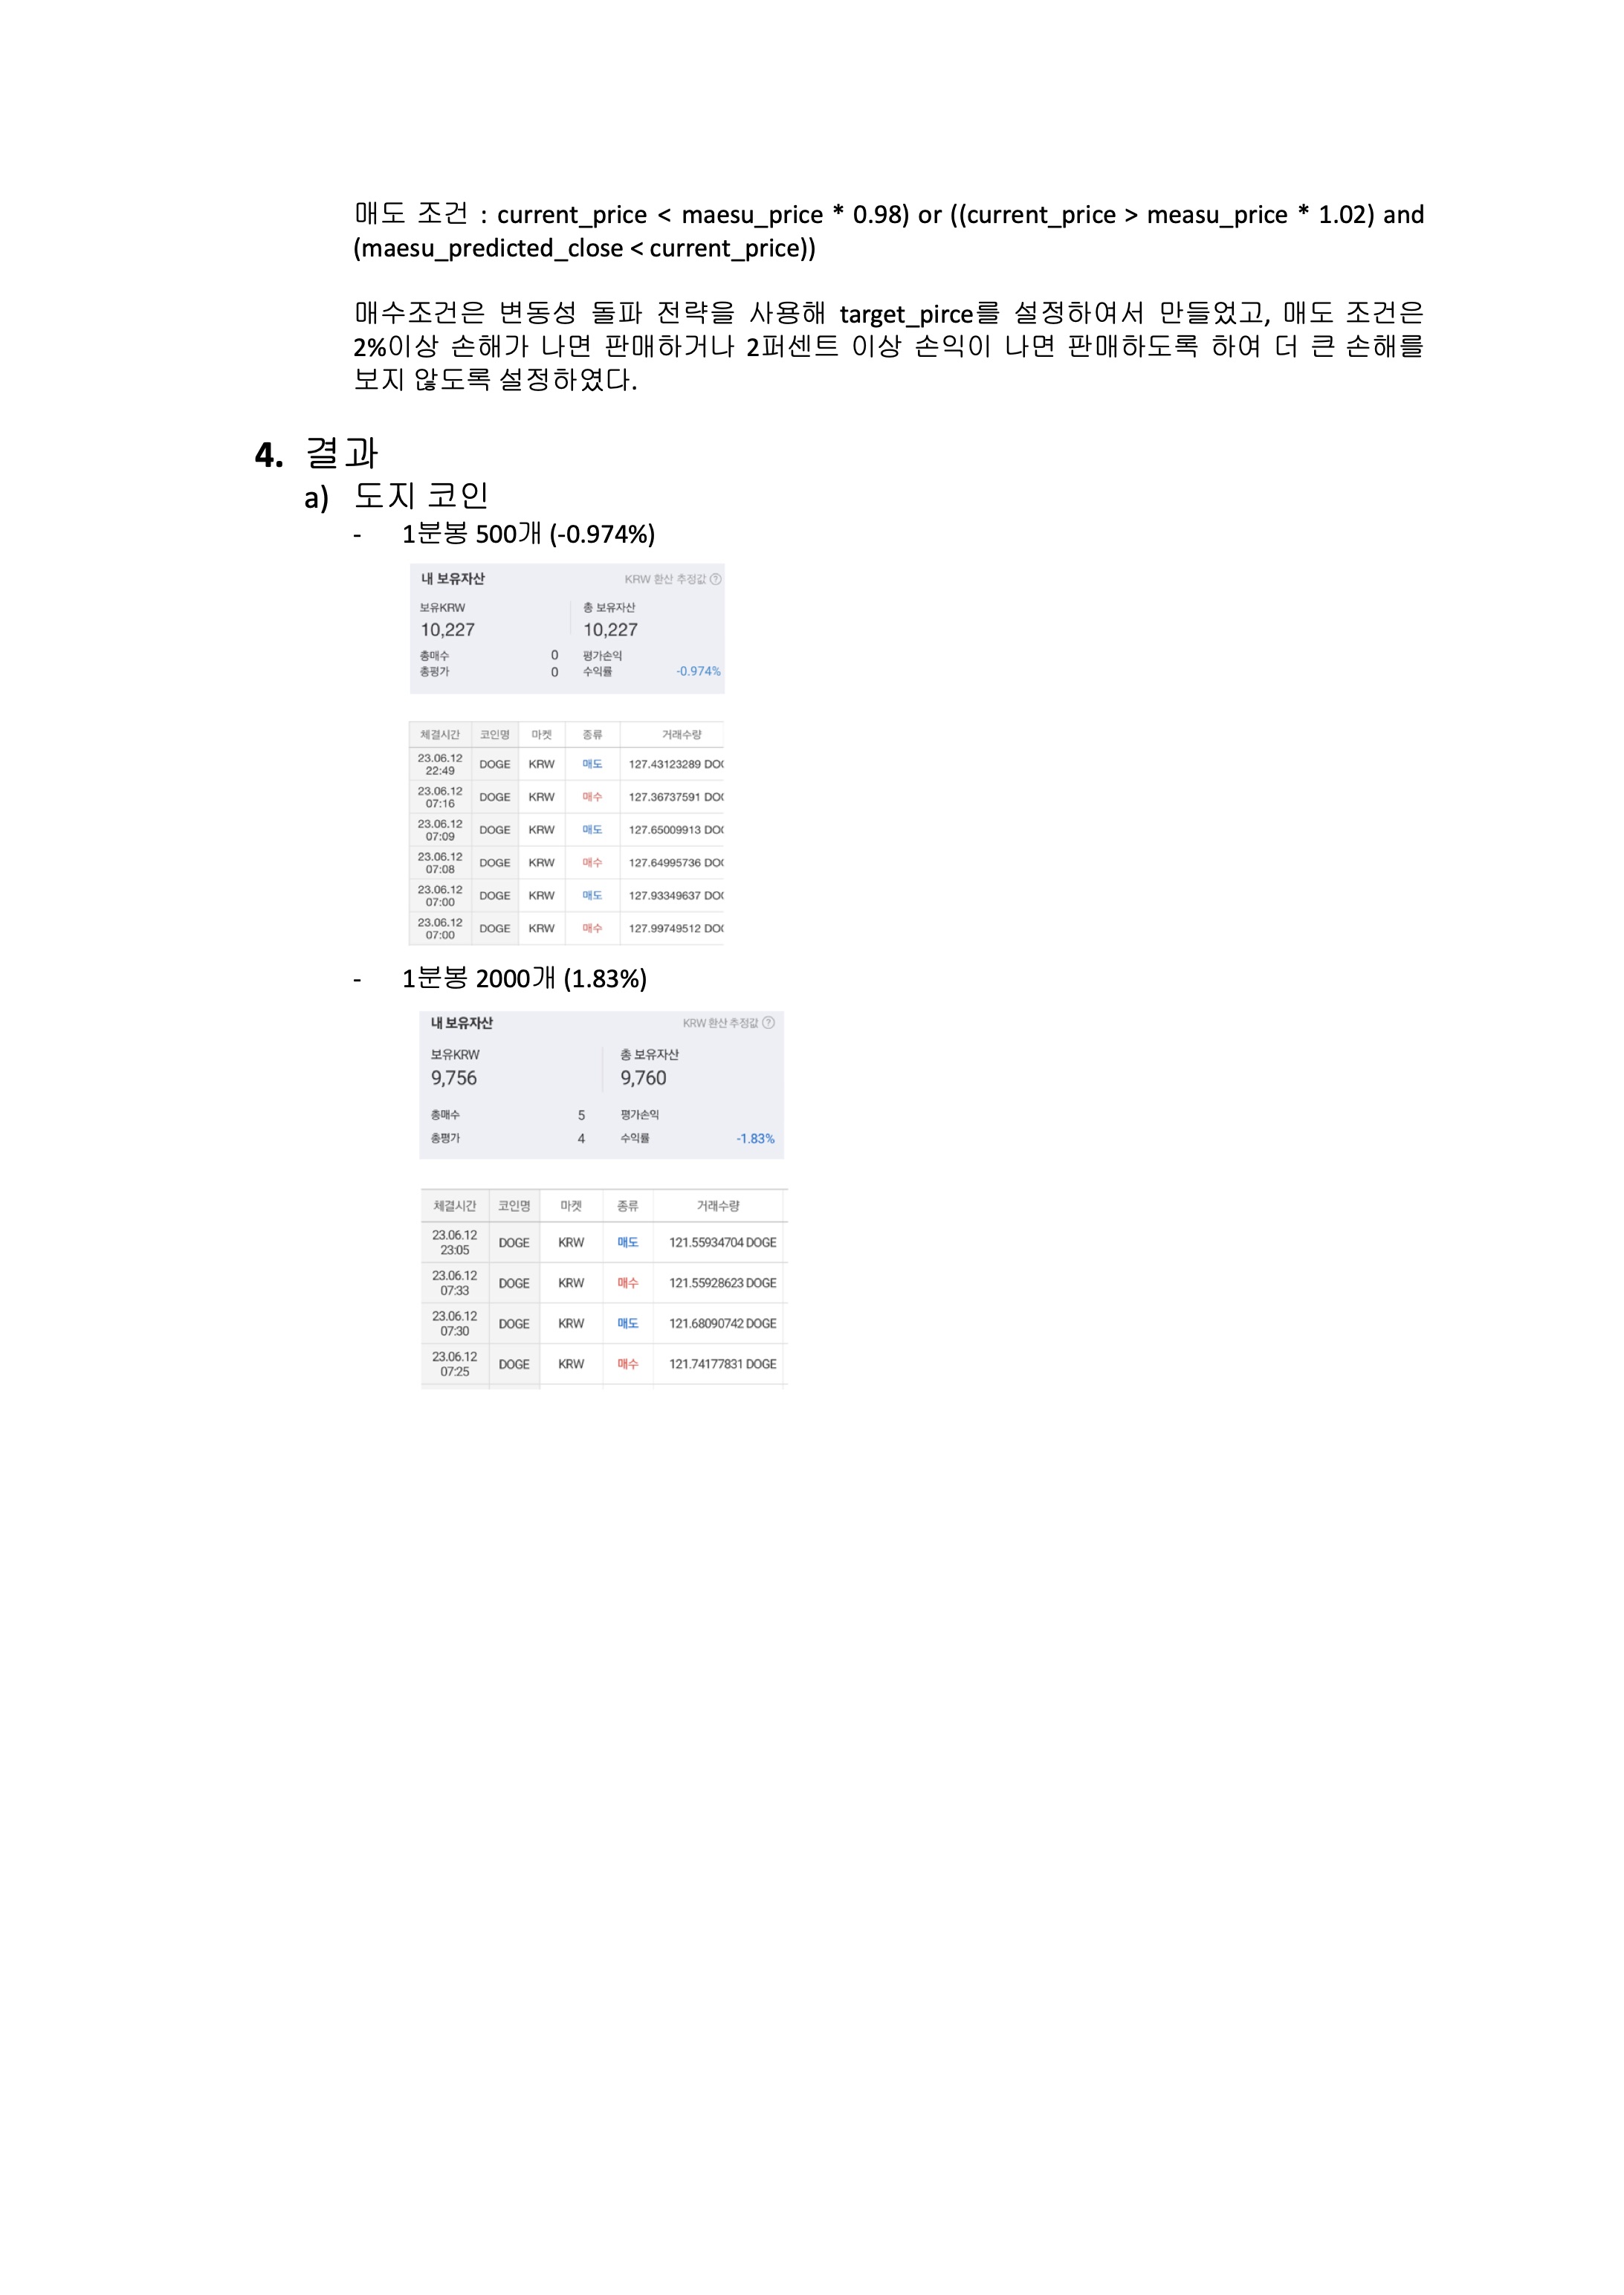 매도 조건 : current_price < maesu_price * 0.98) or ((current_price > measu_price * 1.02) and
(maesu_predicted_close < current_price))
매수조건은 변동성 돌파 전략을 사용해 target_pirce를 설정하여서 만들었고, 매도 조건은
2%이상 손해가 나면 판매하거나 2퍼센트 이상 손익이 나면 판매하도록 하여 더 큰 손해를
보지 않도록 설정하였다.
4. 결과
a) 도지 코인
- 1분봉 500개 (-0.974%)
내 보유자산 KRW 환산 추정값 ?
보유KRW 총 보유자산
10,227 10,227
총매수 0 평가손익
총평가 0 수익률 -0.974%
체결시간 코인명 마켓 종류 거래수량
23.06.12
22:49 DOGE KRW 매도 127.43123289 DOG
23.06.12
07:16 DOGE KRW 매수 127.36737591 DOG
23.06.12
07:09 DOGE KRW 매도 127.65009913 DOG
23.06.12
07:08 DOGE KRW 매수 127.64995736 DOG
23.06.12
07:00 DOGE KRW 매도 127.93349637 DOG
23.06.12
07:00 DOGE KRW 매수 127.99749512 DOG
- 1분봉 2000개 (1.83%)
내 보유자산 KRW 환산 추정값 ?
보유KRW 총 보유자산
9,756 9,760
총매수 5 평가손익
총평가 4 수익률 -1.83%
체결시간 코인명 마켓 종류 거래수량
23.06.12
23:05 DOGE KRW 매도 121.55934704 DOGE
23.06.12
07:33 DOGE KRW 매수 121.55928623 DOGE
23.06.12
07:30 DOGE KRW 매도 121.68090742 DOGE
23.06.12
07:25 DOGE KRW 매수 121.74177831 DOGE